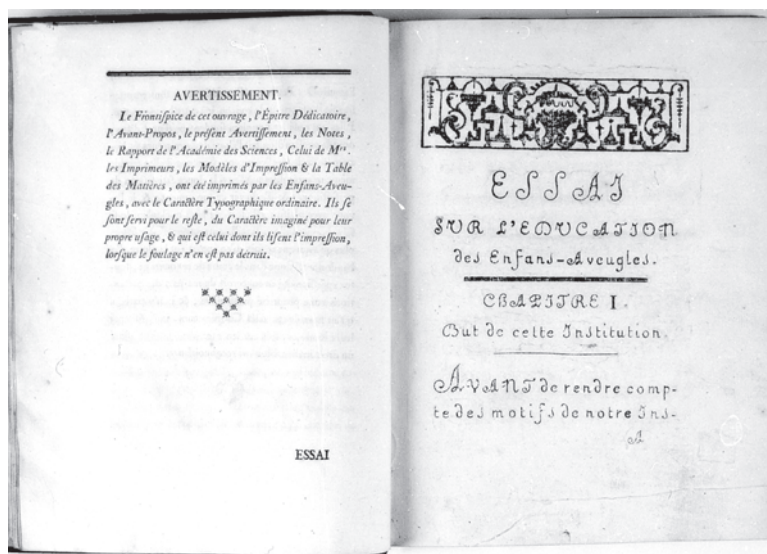 AVERTISSEMENT.
Le Frontiſpice de cet ouvrage, l'Épitre Dédicatoire,
l'Avant-Propos, le préſent Avertiſſement, les Notes,
le Rapport de l'Académie des Sciences, Celui de Mrs.
les Imprimeurs, les Modèles d'Impreſſion & la Table
des Matières, ont été imprimés par les Enfans-Aveu-
gles, avec le Caractère Typographique ordinaire. Ils ſe
ſont ſervi pour le reſte, du Caractère imaginé pour leur
propre uſage, & qui eſt celui dont ils liſent l'impreſſion,
lorſque le foulage n'en eſt pas detruit.
ESSAI
ESSAI
SUR L'EDUCATION
des Enfans-Aveugles.
CHAPITRE I.
But de cette Institution.
AVANT de rendre comp-
te des motifs de notre Ins-
A